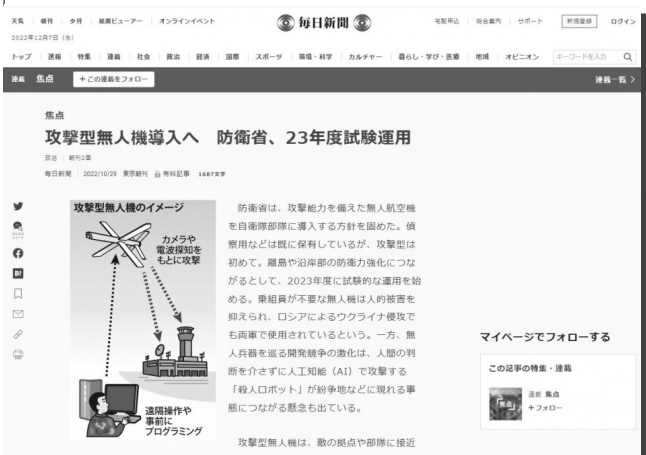 天気 朝刊 夕刊 紙面ビューアー オンラインイベント
毎日新聞
宅配申込 総合案内 サポート 新規登録 ログイン
2022年12月7日（水）
トップ 速報 特集 連載 社会 政治 経済 国際 スポーツ 環境・科学 カルチャー 暮らし・学び・医療 地域 オピニオン キーワードを入力
連載 焦点 +この連載をフォロー 連載一覧 >
焦点
攻撃型無人機導入へ 防衛省、23年度試験運用
政治 朝刊2面
毎日新聞 2022/10/29 東京朝刊 有料記事 1687文字
攻撃型無人機のイメージ
カメラや
電波探知を
もとに攻撃
遠隔操作や
事前に
プログラミング
防衛省は、攻撃能力を備えた無人航空機
を自衛隊部隊に導入する方針を固めた。偵
察用などは既に保有しているが、攻撃型は
初めて。離島や沿岸部の防衛力強化につな
がるとして、2023年度に試験的な運用を始
める。乗組員が不要な無人機は人的被害を
抑えられ、ロシアによるウクライナ侵攻で
も両軍で使用されているという。一方、無
人兵器を巡る開発競争の激化は、人間の判
断を介さずに人工知能（AI）で攻撃する
「殺人ロボット」が紛争地などに現れる事
態につながる懸念も出ている。
攻撃型無人機は、敵の拠点や部隊に接近
マイページでフォローする
この記事の特集・連載
「焦点」
連載 焦点
+フォロー
B!